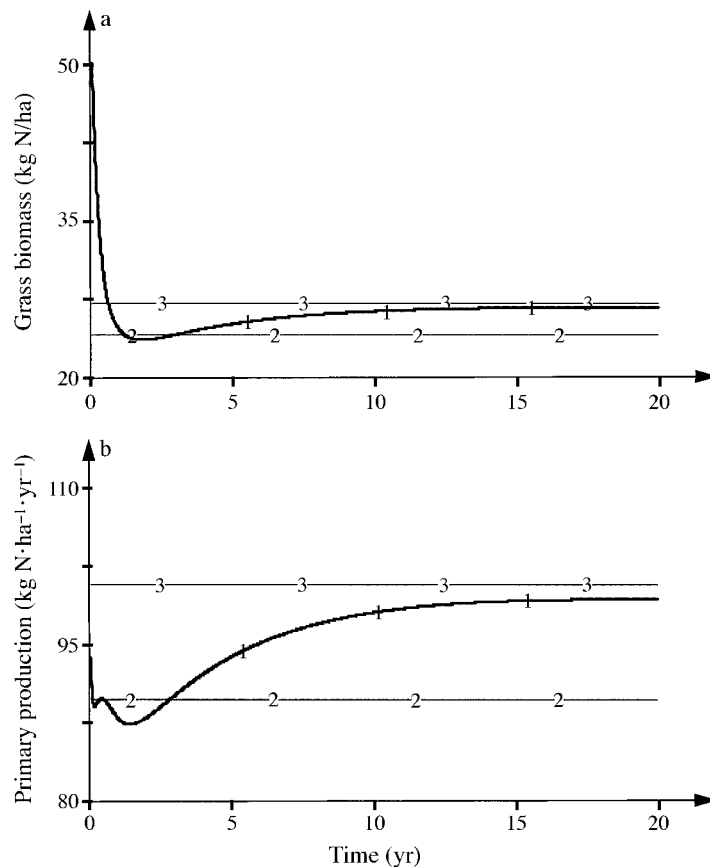 a
Grass biomass (kg N/ha)
50
35
20
3 3 3 3
1 1 1
2 2 2 2
0 5 10 15 20
b
Primary production (kg N·ha⁻¹·yr⁻¹)
110
95
80
3 3 3 3
1 1 1
2 2 2 2
0 5 10 15 20
Time (yr)